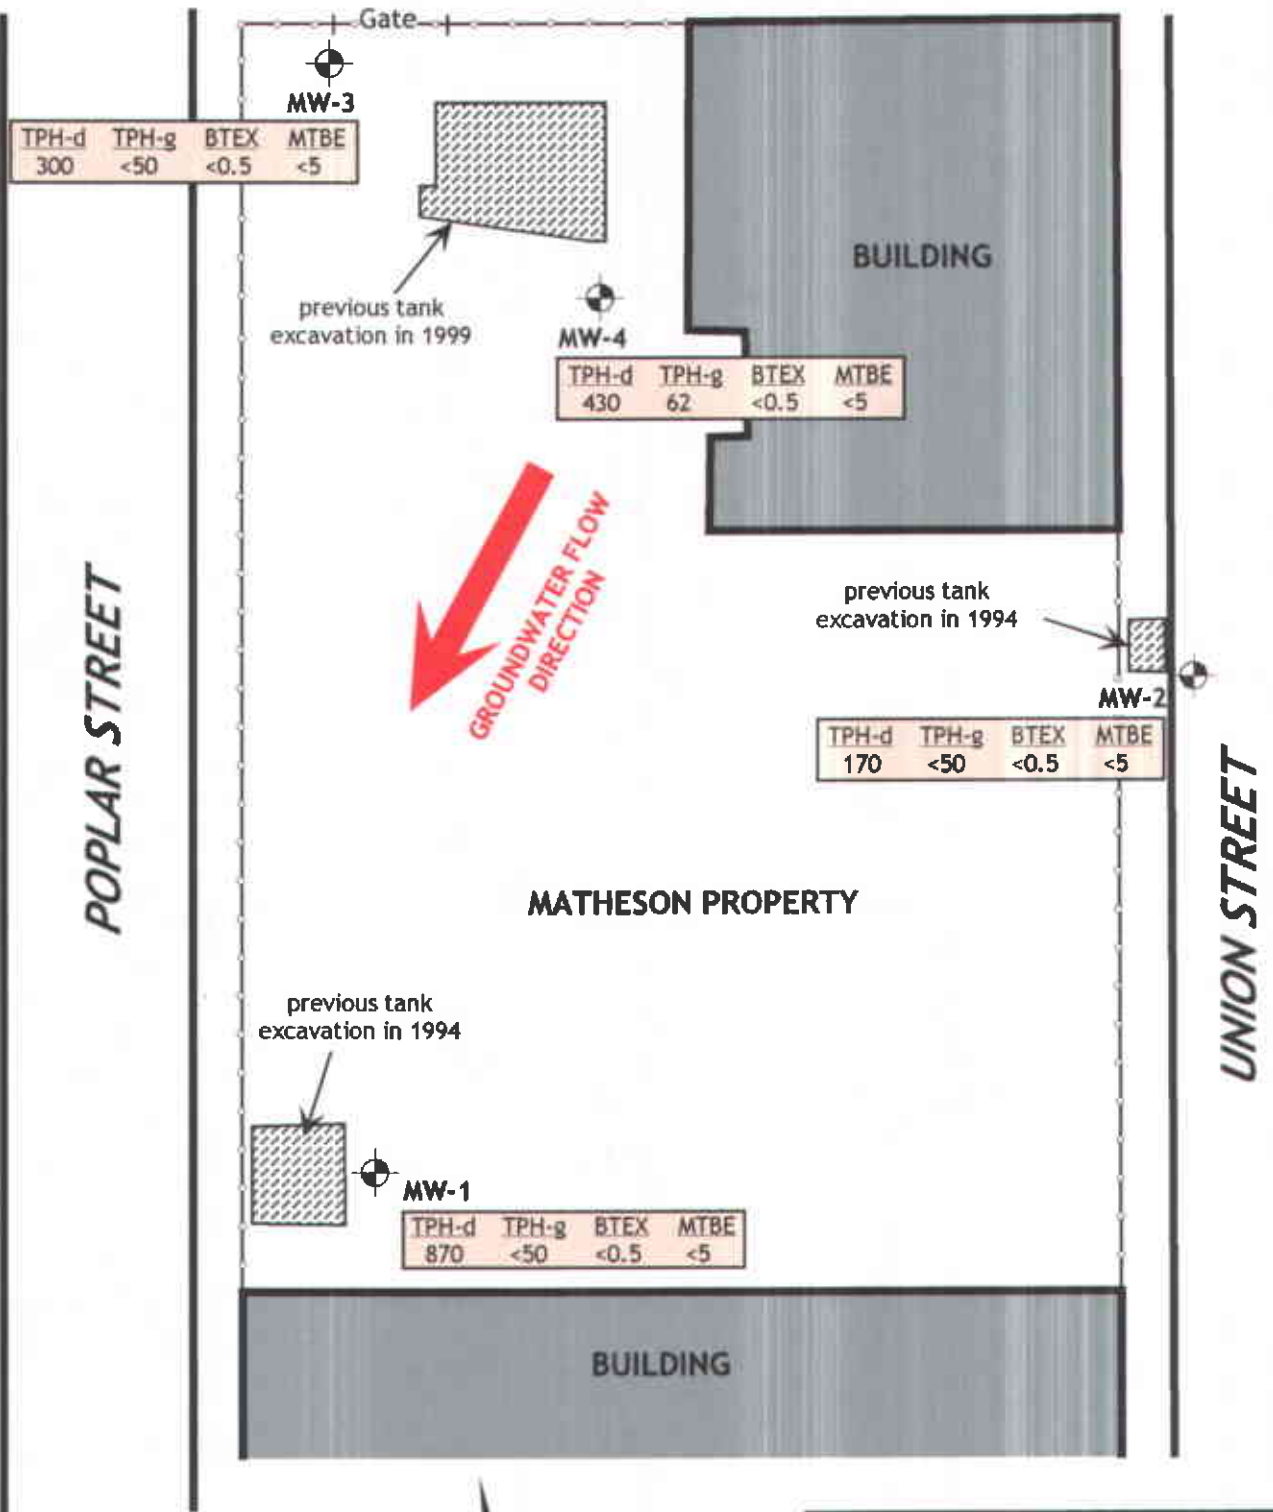 Gate
MW-3
TPH-d TPH-g BTEX MTBE
300 <50 <0.5 <5
previous tank
excavation in 1999
BUILDING
MW-4
TPH-d TPH-g BTEX MTBE
430 62 <0.5 <5
GROUNDWATER FLOW
DIRECTION
previous tank
excavation in 1994
MW-2
TPH-d TPH-g BTEX MTBE
170 <50 <0.5 <5
POPLAR STREET
UNION STREET
MATHESON PROPERTY
previous tank
excavation in 1994
MW-1
TPH-d TPH-g BTEX MTBE
870 <50 <0.5 <5
BUILDING